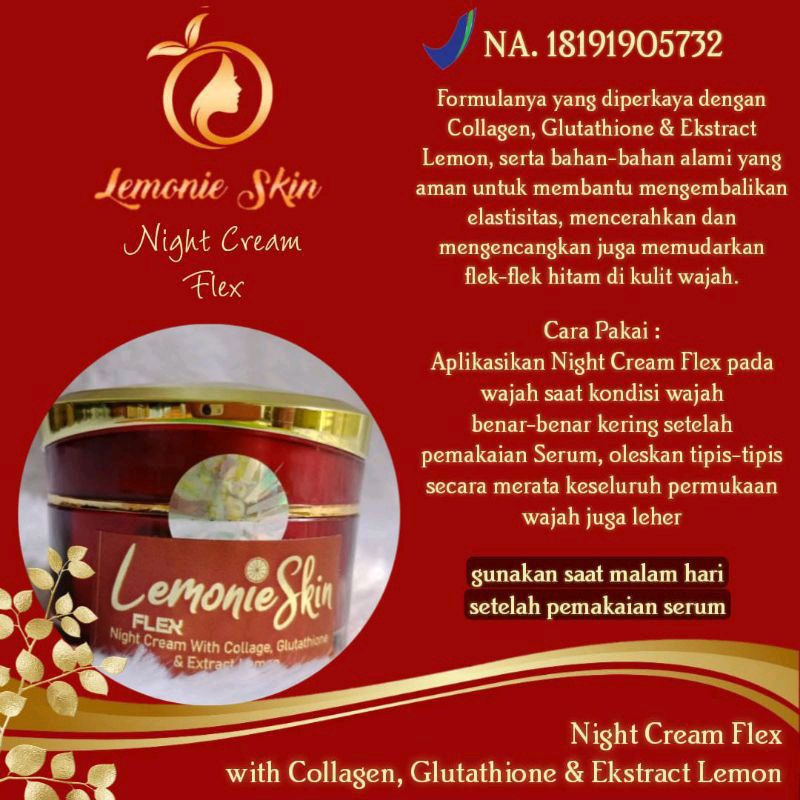 Lemonie Skin
Night Cream
Flex
NA. 18191905732
Formulanya yang diperkaya dengan
Collagen, Glutathione & Ekstract
Lemon, serta bahan-bahan alami yang
aman untuk membantu mengembalikan
elastisitas, mencerahkan dan
mengencangkan juga memudarkan
flek-flek hitam di kulit wajah.
Cara Pakai :
Aplikasikan Night Cream Flex pada
wajah saat kondisi wajah
benar-benar kering setelah
pemakaian Serum, oleskan tipis-tipis
secara merata keseluruh permukaan
wajah juga leher
gunakan saat malam hari
setelah pemakaian serum
Lemonie Skin
FLEX
Night Cream With Collage, Glutathione
& Extract
Night Cream Flex
with Collagen, Glutathione & Ekstract Lemon